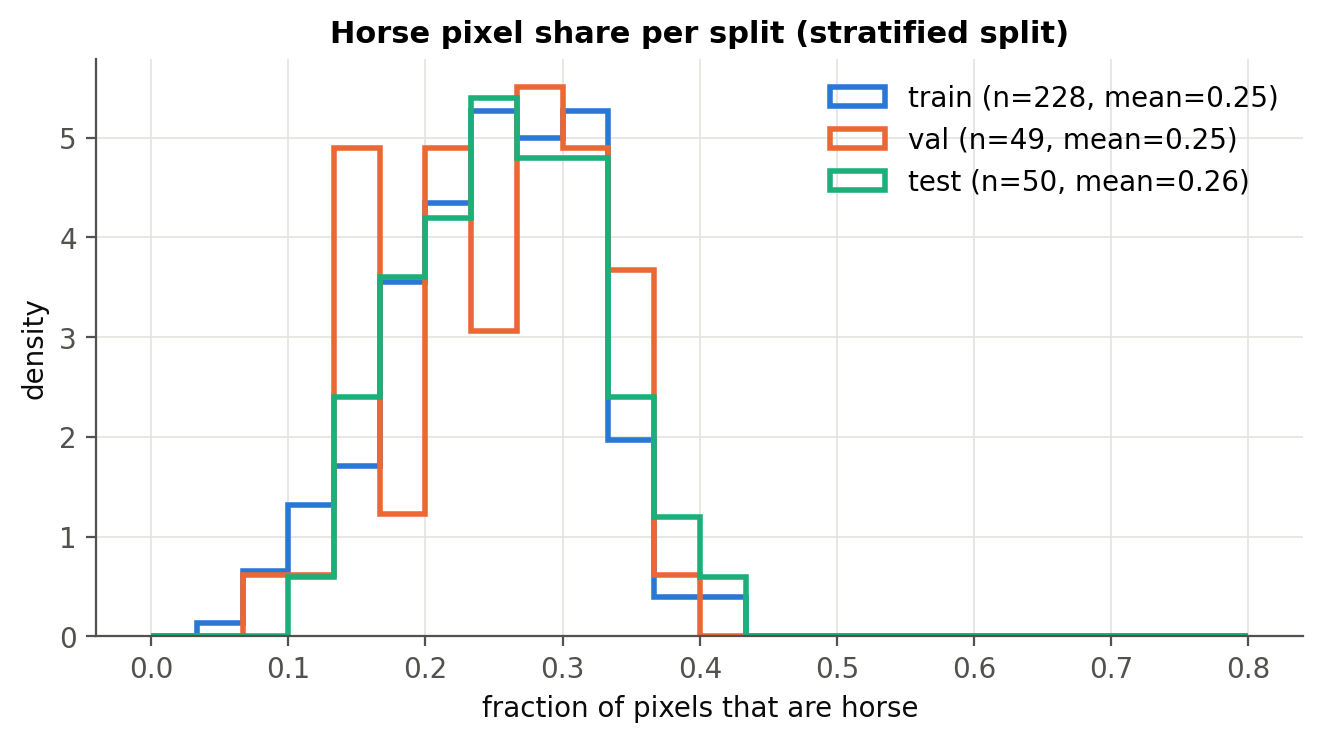 Horse pixel share per split (stratified split)
train (n=228, mean=0.25)
val (n=49, mean=0.25)
test (n=50, mean=0.26)
density
5
4
3
2
1
0
0.0 0.1 0.2 0.3 0.4 0.5 0.6 0.7 0.8
fraction of pixels that are horse